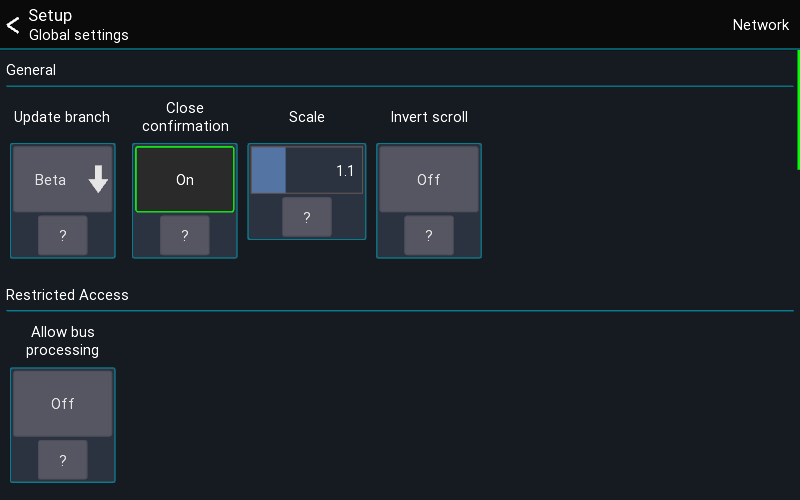 Setup
Global settings
Network
General
Update branch
Close
confirmation
Scale
Invert scroll
Beta
On
1.1
Off
?
?
?
?
Restricted Access
Allow bus
processing
Off
?